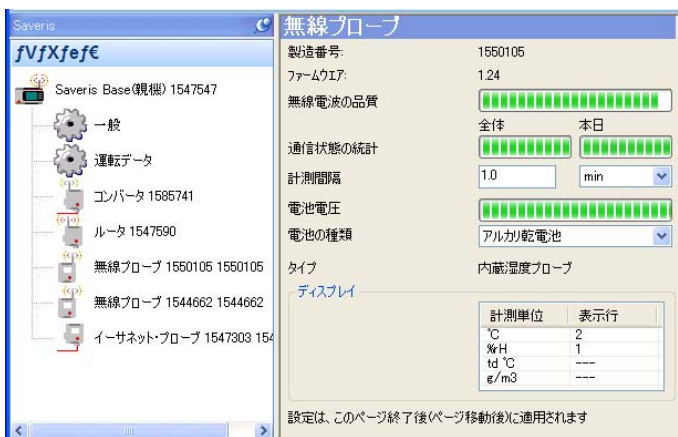 Saveris
ƒVƒXƒeƒ€
Saveris Base(親機) 1547547
一般
運転データ
コンバータ 1585741
ルータ 1547590
無線プローブ 1550105 1550105
無線プローブ 1544662 1544662
イーサネット・プローブ 1547303 154
無線プローブ
製造番号: 1550105
ファームウエア: 1.24
無線電波の品質
全体 本日
通信状態の統計
計測間隔 1.0 min
電池電圧
電池の種類 アルカリ乾電池
タイプ 内蔵湿度プローブ
ディスプレイ
計測単位 表示行
℃ 2
%rH 1
td ℃ ---
g/m3 ---
設定は、このページ終了後(ページ移動後)に適用されます